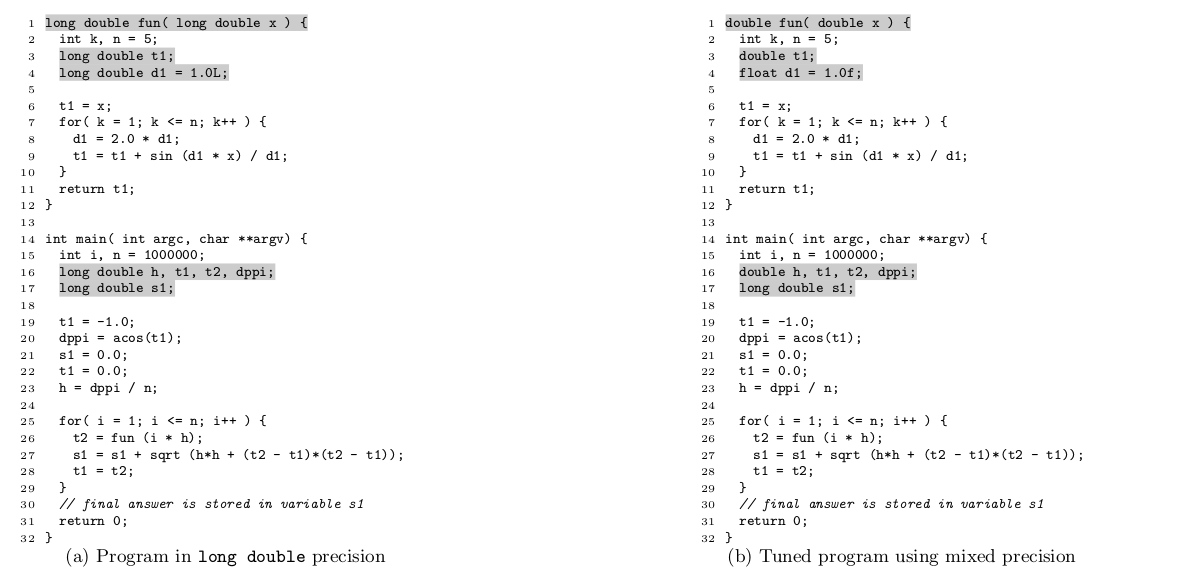 1 long double fun( long double x ) {
2 int k, n = 5;
3 long double t1;
4 long double d1 = 1.0L;
5
6 t1 = x;
7 for( k = 1; k <= n; k++ ) {
8 d1 = 2.0 * d1;
9 t1 = t1 + sin (d1 * x) / d1;
10 }
11 return t1;
12 }
13
14 int main( int argc, char **argv) {
15 int i, n = 1000000;
16 long double h, t1, t2, dppi;
17 long double s1;
18
19 t1 = -1.0;
20 dppi = acos(t1);
21 s1 = 0.0;
22 t1 = 0.0;
23 h = dppi / n;
24
25 for( i = 1; i <= n; i++ ) {
26 t2 = fun (i * h);
27 s1 = s1 + sqrt (h*h + (t2 - t1)*(t2 - t1));
28 t1 = t2;
29 }
30 // final answer is stored in variable s1
31 return 0;
32 }
(a) Program in long double precision
1 double fun( double x ) {
2 int k, n = 5;
3 double t1;
4 float d1 = 1.0f;
5
6 t1 = x;
7 for( k = 1; k <= n; k++ ) {
8 d1 = 2.0 * d1;
9 t1 = t1 + sin (d1 * x) / d1;
10 }
11 return t1;
12 }
13
14 int main( int argc, char **argv) {
15 int i, n = 1000000;
16 double h, t1, t2, dppi;
17 long double s1;
18
19 t1 = -1.0;
20 dppi = acos(t1);
21 s1 = 0.0;
22 t1 = 0.0;
23 h = dppi / n;
24
25 for( i = 1; i <= n; i++ ) {
26 t2 = fun (i * h);
27 s1 = s1 + sqrt (h*h + (t2 - t1)*(t2 - t1));
28 t1 = t2;
29 }
30 // final answer is stored in variable s1
31 return 0;
32 }
(b) Tuned program using mixed precision